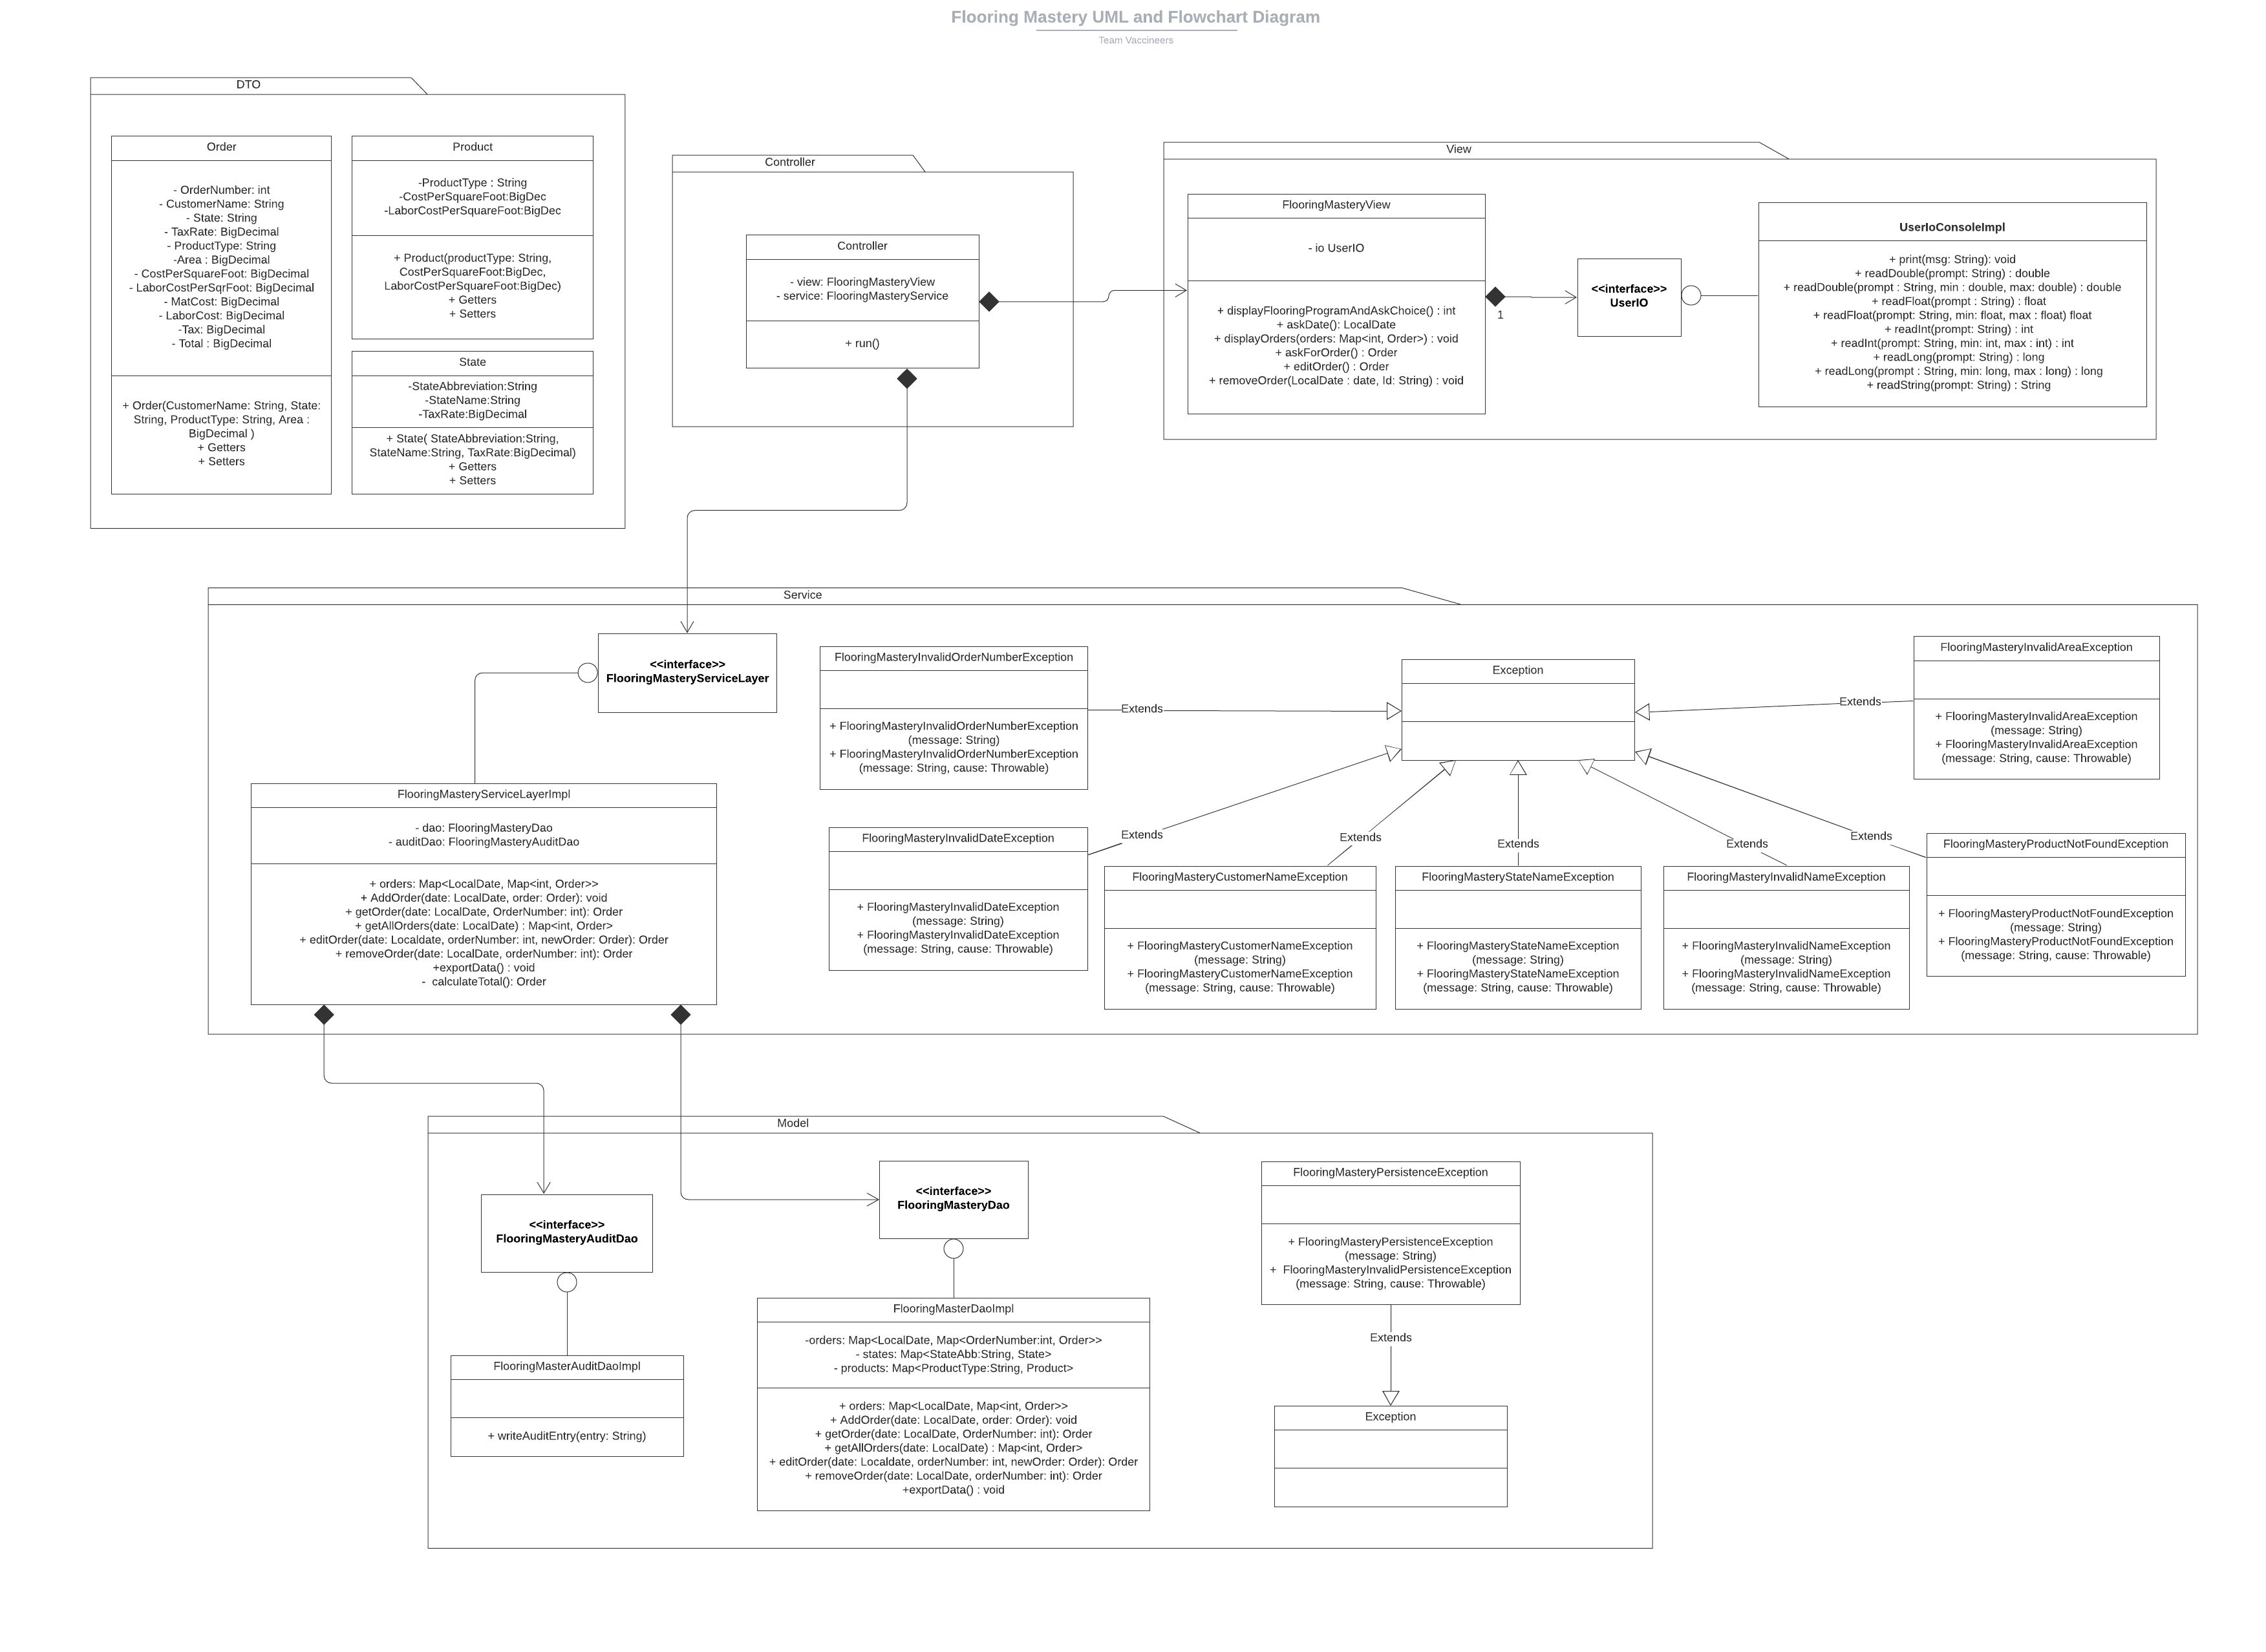 Flooring Mastery UML and Flowchart Diagram
Team Vaccineers
DTO
Order
- OrderNumber: int
- CustomerName: String
- State: String
- TaxRate: BigDecimal
- ProductType: String
-Area : BigDecimal
- CostPerSquareFoot: BigDecimal
- LaborCostPerSqrFoot: BigDecimal
- MatCost: BigDecimal
- LaborCost: BigDecimal
-Tax: BigDecimal
- Total : BigDecimal
+ Order(CustomerName: String, State:
String, ProductType: String, Area :
BigDecimal )
+ Getters
+ Setters
Product
-ProductType : String
-CostPerSquareFoot:BigDec
-LaborCostPerSquareFoot:BigDec
+ Product(productType: String,
CostPerSquareFoot:BigDec,
LaborCostPerSquareFoot:BigDec)
+ Getters
+ Setters
State
-StateAbbreviation:String
-StateName:String
-TaxRate:BigDecimal
+ State( StateAbbreviation:String,
StateName:String, TaxRate:BigDecimal)
+ Getters
+ Setters
Controller
Controller
- view: FlooringMasteryView
- service: FlooringMasteryService
+ run()
View
FlooringMasteryView
- io UserIO
+ displayFlooringProgramAndAskChoice() : int
+ askDate(): LocalDate
+ displayOrders(orders: Map<int, Order>) : void
+ askForOrder() : Order
+ editOrder() : Order
+ removeOrder(LocalDate : date, Id: String) : void
1
<<interface>>
UserIO
UserIoConsoleImpl
+ print(msg: String): void
+ readDouble(prompt: String) : double
+ readDouble(prompt : String, min : double, max: double) : double
+ readFloat(prompt : String) : float
+ readFloat(prompt: String, min: float, max : float) float
+ readInt(prompt: String) : int
+ readInt(prompt: String, min: int, max : int) : int
+ readLong(prompt: String) : long
+ readLong(prompt : String, min: long, max : long) : long
+ readString(prompt: String) : String
Service
<<interface>>
FlooringMasteryServiceLayer
FlooringMasteryServiceLayerImpl
- dao: FlooringMasteryDao
- auditDao: FlooringMasteryAuditDao
+ orders: Map<LocalDate, Map<int, Order>>
+ AddOrder(date: LocalDate, order: Order): void
+ getOrder(date: LocalDate, OrderNumber: int): Order
+ getAllOrders(date: LocalDate) : Map<int, Order>
+ editOrder(date: Localdate, orderNumber: int, newOrder: Order): Order
+ removeOrder(date: LocalDate, orderNumber: int): Order
+exportData() : void
- calculateTotal(): Order
FlooringMasteryInvalidOrderNumberException
+ FlooringMasteryInvalidOrderNumberException
(message: String)
+ FlooringMasteryInvalidOrderNumberException
(message: String, cause: Throwable)
Extends
Exception
Extends
FlooringMasteryInvalidAreaException
+ FlooringMasteryInvalidAreaException
(message: String)
+ FlooringMasteryInvalidAreaException
(message: String, cause: Throwable)
FlooringMasteryInvalidDateException
+ FlooringMasteryInvalidDateException
(message: String)
+ FlooringMasteryInvalidDateException
(message: String, cause: Throwable)
Extends
Extends
Extends
Extends
Extends
FlooringMasteryCustomerNameException
+ FlooringMasteryCustomerNameException
(message: String)
+ FlooringMasteryCustomerNameException
(message: String, cause: Throwable)
FlooringMasteryStateNameException
+ FlooringMasteryStateNameException
(message: String)
+ FlooringMasteryStateNameException
(message: String, cause: Throwable)
FlooringMasteryInvalidNameException
+ FlooringMasteryInvalidNameException
(message: String)
+ FlooringMasteryInvalidNameException
(message: String, cause: Throwable)
FlooringMasteryProductNotFoundException
+ FlooringMasteryProductNotFoundException
(message: String)
+ FlooringMasteryProductNotFoundException
(message: String, cause: Throwable)
Model
<<interface>>
FlooringMasteryAuditDao
FlooringMasterAuditDaoImpl
+ writeAuditEntry(entry: String)
<<interface>>
FlooringMasteryDao
FlooringMasterDaoImpl
-orders: Map<LocalDate, Map<OrderNumber:int, Order>>
- states: Map<StateAbb:String, State>
- products: Map<ProductType:String, Product>
+ orders: Map<LocalDate, Map<int, Order>>
+ AddOrder(date: LocalDate, order: Order): void
+ getOrder(date: LocalDate, OrderNumber: int): Order
+ getAllOrders(date: LocalDate) : Map<int, Order>
+ editOrder(date: Localdate, orderNumber: int, newOrder: Order): Order
+ removeOrder(date: LocalDate, orderNumber: int): Order
+exportData() : void
FlooringMasteryPersistenceException
+ FlooringMasteryPersistenceException
(message: String)
+ FlooringMasteryInvalidPersistenceException
(message: String, cause: Throwable)
Extends
Exception